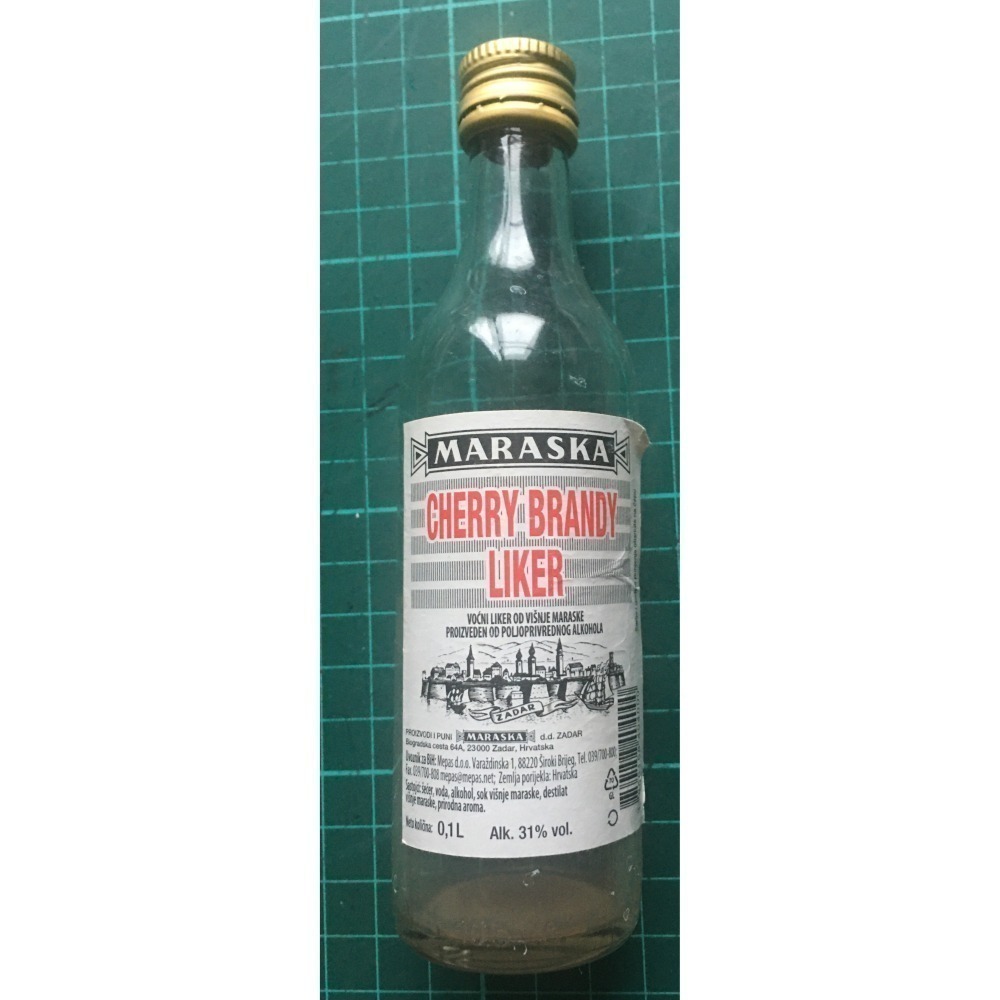 MARASKA
CHERRY BRANDY
LIKER
VOĆNI LIKER OD VIŠNJE MARASKE
PROIZVEDEN OD POLJOPRIVREDNOG ALKOHOLA
ZADAR
PROIZVODI I PUNI MARASKA d.d. ZADAR
Biogradska cesta 64A, 23000 Zadar, Hrvatska
Uvoznik za BiH: Mepas d.o.o. Varaždinska 1, 88220 Široki Brijeg, Tel. 039/700-800,
Fax. 039/700-808 mepas@mepas.net; Zemlja porijekla: Hrvatska
Sastojci: šećer, voda, alkohol, sok višnje maraske, destilat
višnje maraske, prirodna aroma.
Neto količina: 0,1 L Alk. 31% vol.
70
GL